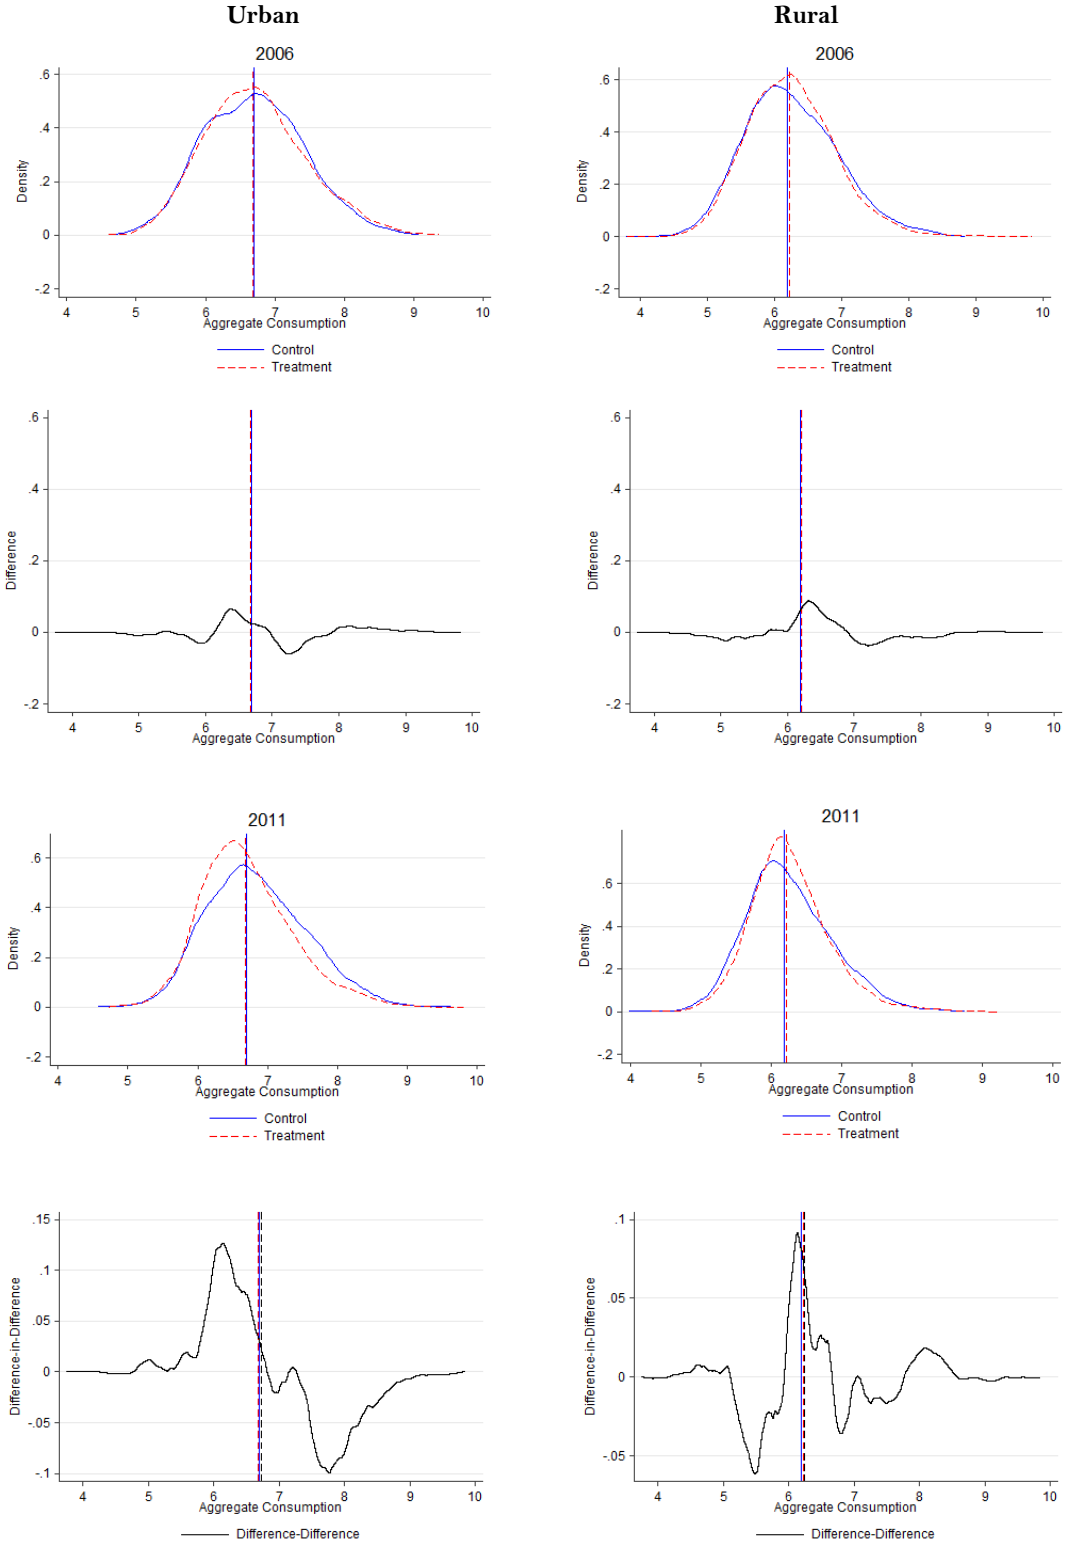 Urban
Rural
2006
.6
.4
.2
0
-.2
Density
4 5 6 7 8 9 10
Aggregate Consumption
Control
Treatment
2006
.6
.4
.2
0
-.2
Density
4 5 6 7 8 9 10
Aggregate Consumption
Control
Treatment
.6
.4
.2
0
-.2
Difference
4 5 6 7 8 9 10
Aggregate Consumption
.6
.4
.2
0
-.2
Difference
4 5 6 7 8 9 10
Aggregate Consumption
2011
.6
.4
.2
0
-.2
Density
4 5 6 7 8 9 10
Aggregate Consumption
Control
Treatment
2011
.6
.4
.2
0
-.2
Density
4 5 6 7 8 9 10
Aggregate Consumption
Control
Treatment
.15
.1
.05
0
-.05
-.1
Difference-in-Difference
4 5 6 7 8 9 10
Aggregate Consumption
Difference-Difference
.1
.05
0
-.05
Difference-in-Difference
4 5 6 7 8 9 10
Aggregate Consumption
Difference-Difference